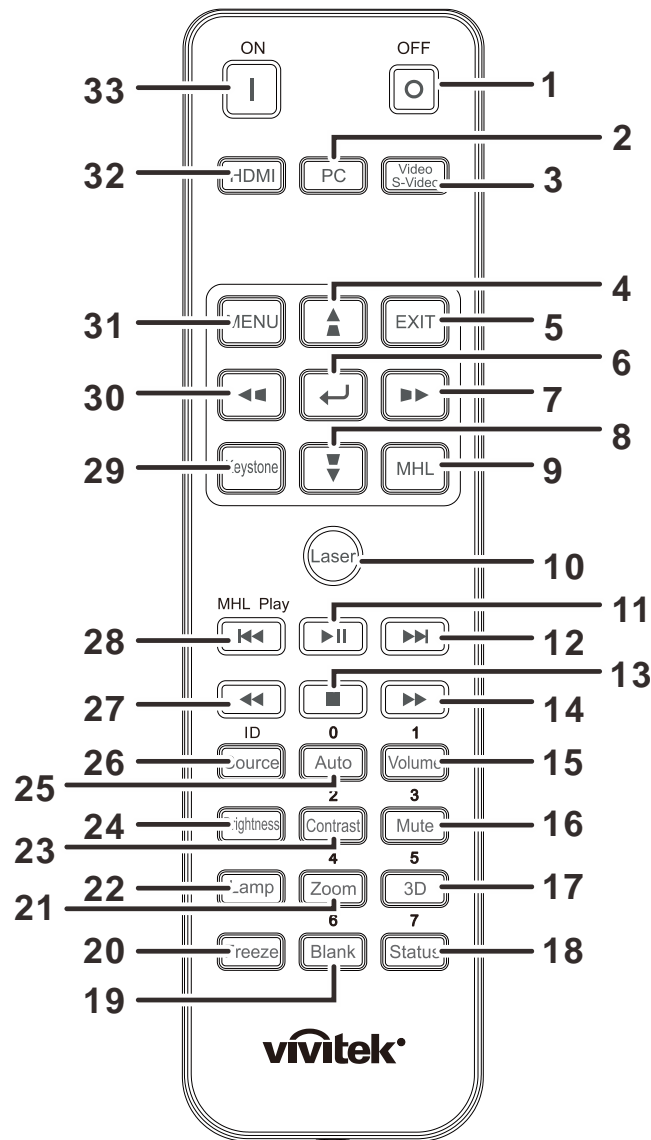 ON OFF
33 I O 1
2
32 HDMI PC Video
S-Video 3
4
31 MENU EXIT 5
6
30 7
8
29 Keystone MHL 9
Laser 10
MHL Play 11
28 12
13
27 14
ID 0 1
26 Source Auto Volume 15
25 2 3
24 Brightness Contrast Mute 16
23 4 5
22 Lamp Zoom 3D 17
21 6 7
20 Freeze Blank Status 18
19
vivitek